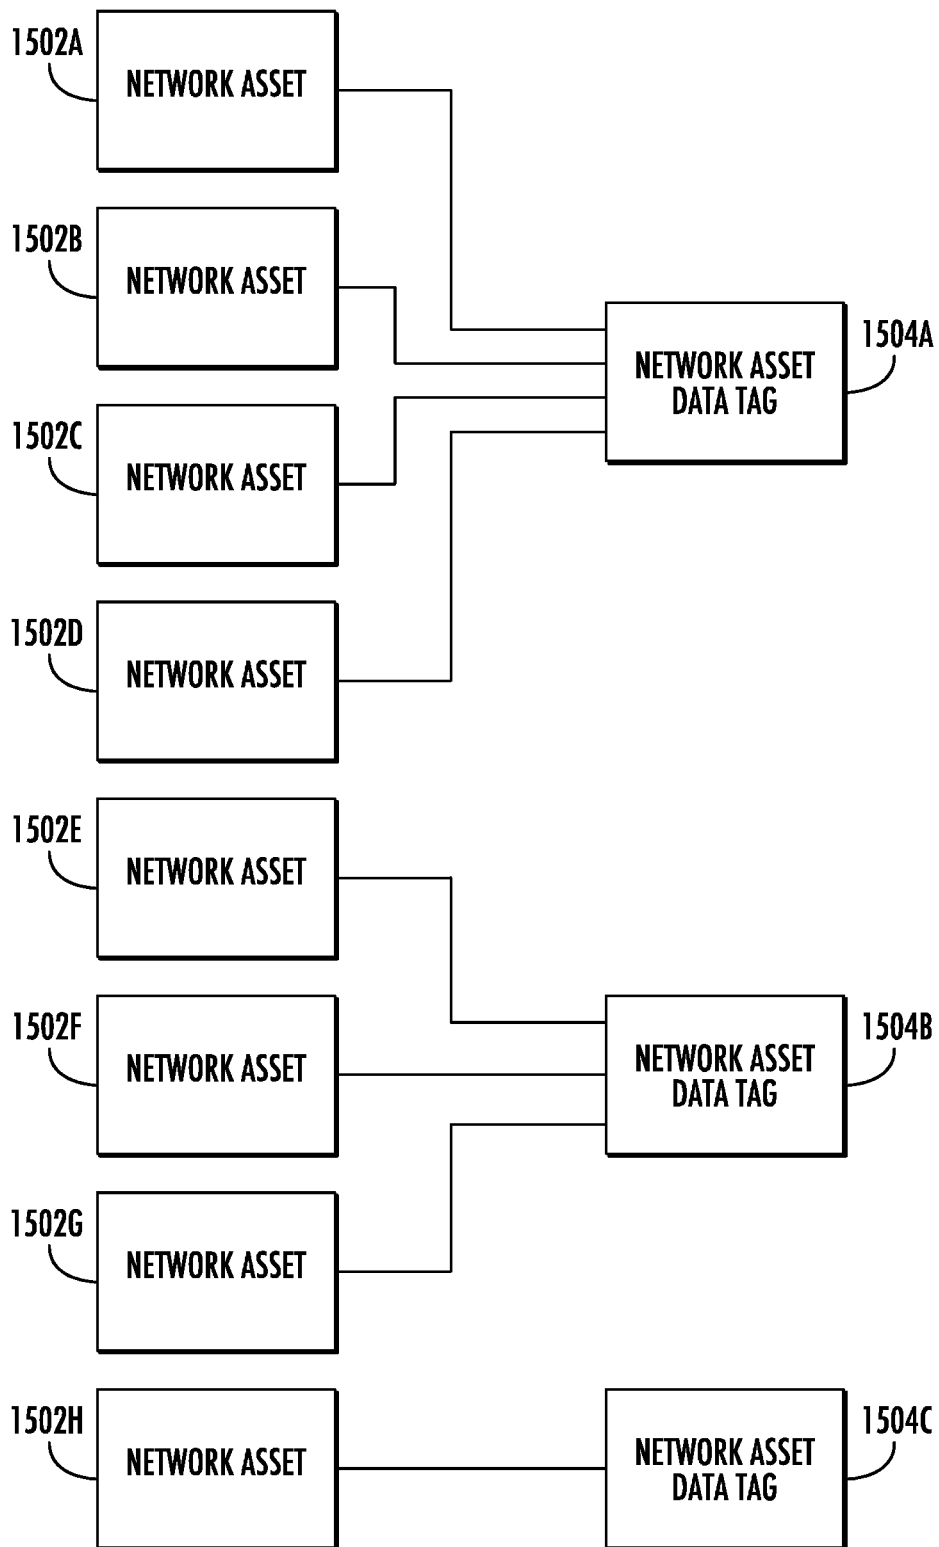 1502A
NETWORK ASSET
1502B
NETWORK ASSET
1504A
NETWORK ASSET
DATA TAG
1502C
NETWORK ASSET
1502D
NETWORK ASSET
1502E
NETWORK ASSET
1502F
NETWORK ASSET
1504B
NETWORK ASSET
DATA TAG
1502G
NETWORK ASSET
1502H
NETWORK ASSET
1504C
NETWORK ASSET
DATA TAG